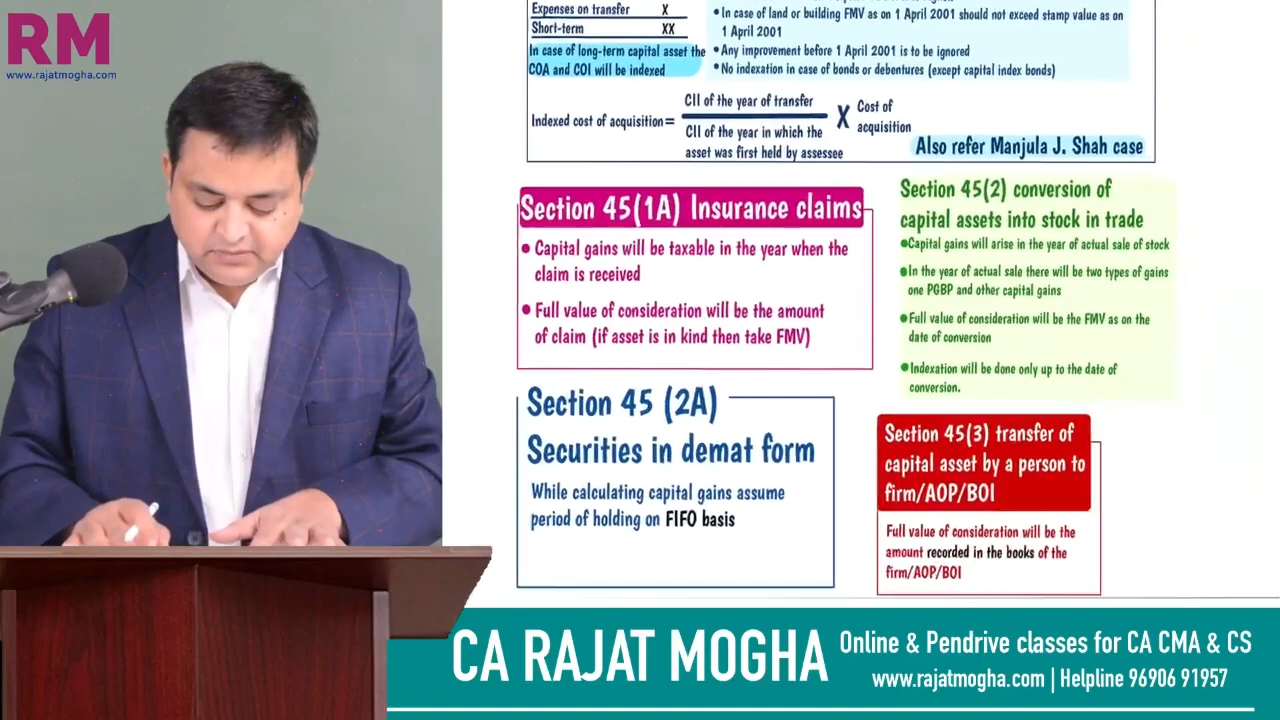 RM
www.rajatmogha.com
Expenses on transfer X
Short-term XX
In case of long-term capital asset the
COA and COI will be indexed
• In case of land or building FMV as on 1 April 2001 should not exceed stamp value as on
1 April 2001
• Any improvement before 1 April 2001 is to be ignored
• No indexation in case of bonds or debentures (except capital index bonds)
CII of the year of transfer
Indexed cost of acquisition = X Cost of
acquisition
CII of the year in which the
asset was first held by assessee
Also refer Manjula J. Shah case
Section 45(1A) Insurance claims
• Capital gains will be taxable in the year when the
claim is received
• Full value of consideration will be the amount
of claim (if asset is in kind then take FMV)
Section 45(2) conversion of
capital assets into stock in trade
•Capital gains will arise in the year of actual sale of stock
•In the year of actual sale there will be two types of gains
one PGBP and other capital gains
•Full value of consideration will be the FMV as on the
date of conversion
•Indexation will be done only up to the date of
conversion.
Section 45 (2A)
Securities in demat form
While calculating capital gains assume
period of holding on FIFO basis
Section 45(3) transfer of
capital asset by a person to
firm/AOP/BOI
Full value of consideration will be the
amount recorded in the books of the
firm/AOP/BOI
CA RAJAT MOGHA
Online & Pendrive classes for CA CMA & CS
www.rajatmogha.com | Helpline 96906 91957